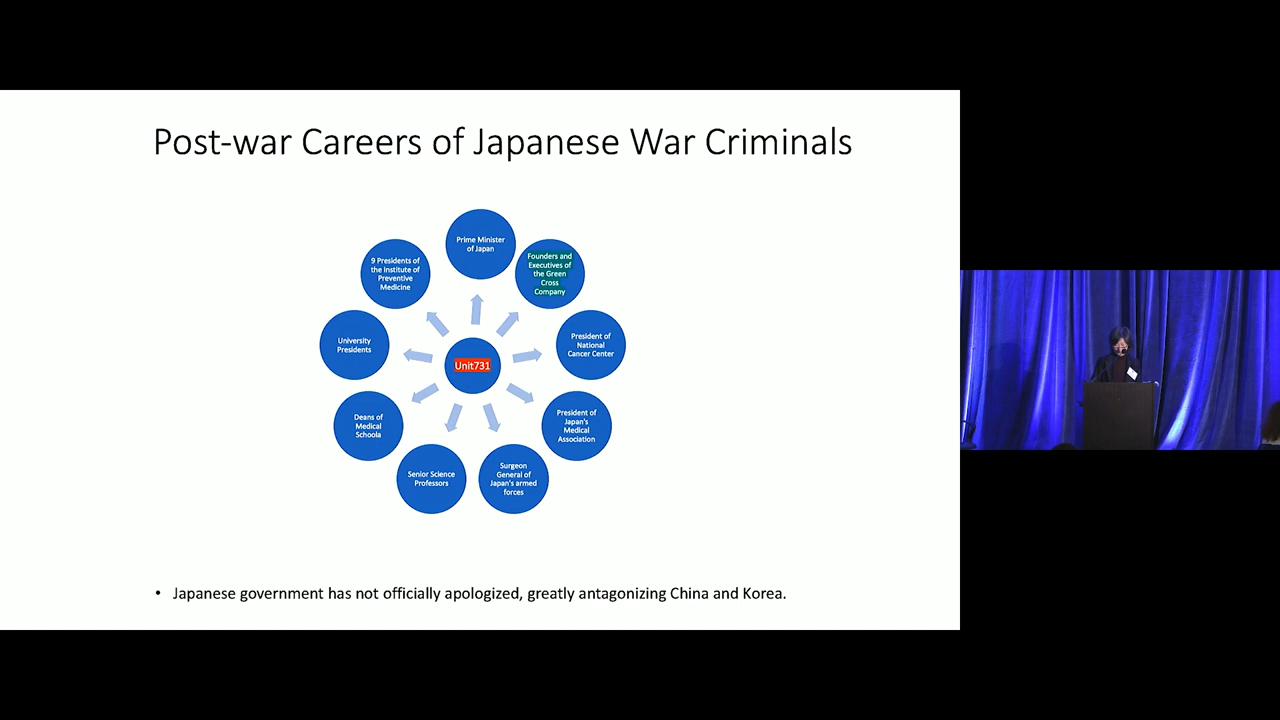 Post-war Careers of Japanese War Criminals
Prime Minister
of Japan
Founders and
Executives of
the Green
Cross
Company
President of
National
Cancer Center
President of
Japan's
Medical
Association
Surgeon
General of
Japan's armed
forces
Senior Science
Professors
Deans of
Medical
Schoola
University
Presidents
9 Presidents of
the Institute of
Preventive
Medicine
Unit731
• Japanese government has not officially apologized, greatly antagonizing China and Korea.